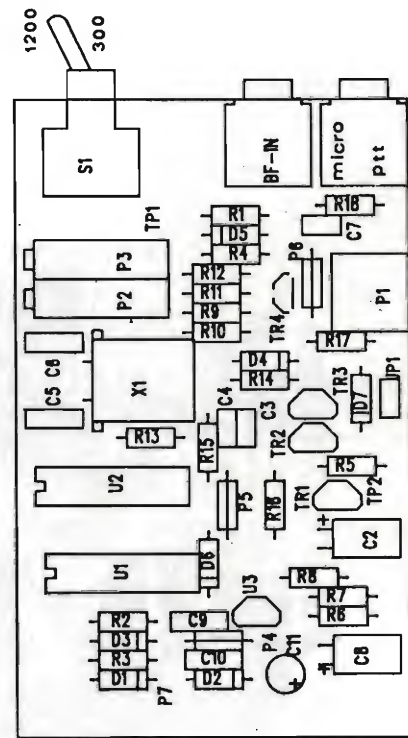 1200
300
S1
BF-IN
micro
ptt
R18
C7
R1
D5
R4
TP1
P3
P2
R12
R11
R9
R10
P6
TR4
P1
R17
C6
C5
X1
D4
R14
C4
C3
TR3
D7
JP1
R13
R15
TR2
U2
P5
R16
R5
TR1
TP2
U1
D6
C2
U3
R8
R7
R6
R2
D3
R3
D1
C9
C10
D2
P4
C11
P7
C8